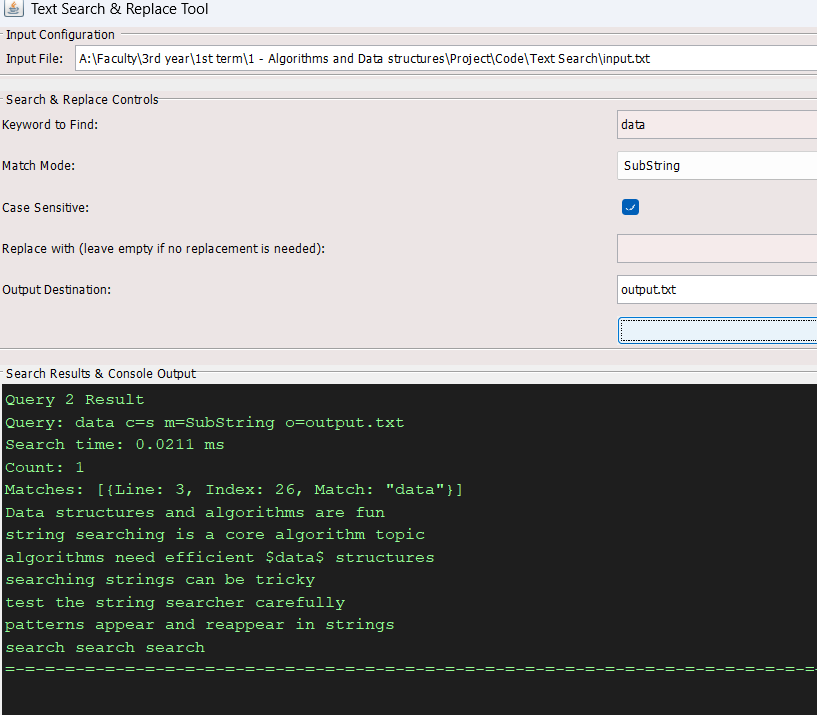 Text Search & Replace Tool
Input Configuration
Input File: A:\Faculty\3rd year\1st term\1 - Algorithms and Data structures\Project\Code\Text Search\input.txt
Search & Replace Controls
Keyword to Find: data
Match Mode: SubString
Case Sensitive:
Replace with (leave empty if no replacement is needed):
Output Destination: output.txt
Search Results & Console Output
Query 2 Result
Query: data c=s m=SubString o=output.txt
Search time: 0.0211 ms
Count: 1
Matches: [{Line: 3, Index: 26, Match: "data"}]
Data structures and algorithms are fun
string searching is a core algorithm topic
algorithms need efficient $data$ structures
searching strings can be tricky
test the string searcher carefully
patterns appear and reappear in strings
search search search
=-=-=-=-=-=-=-=-=-=-=-=-=-=-=-=-=-=-=-=-=-=-=-=-=-=-=-=-=-=-=-=-=-=-=-=-=-=-=-=-=-=